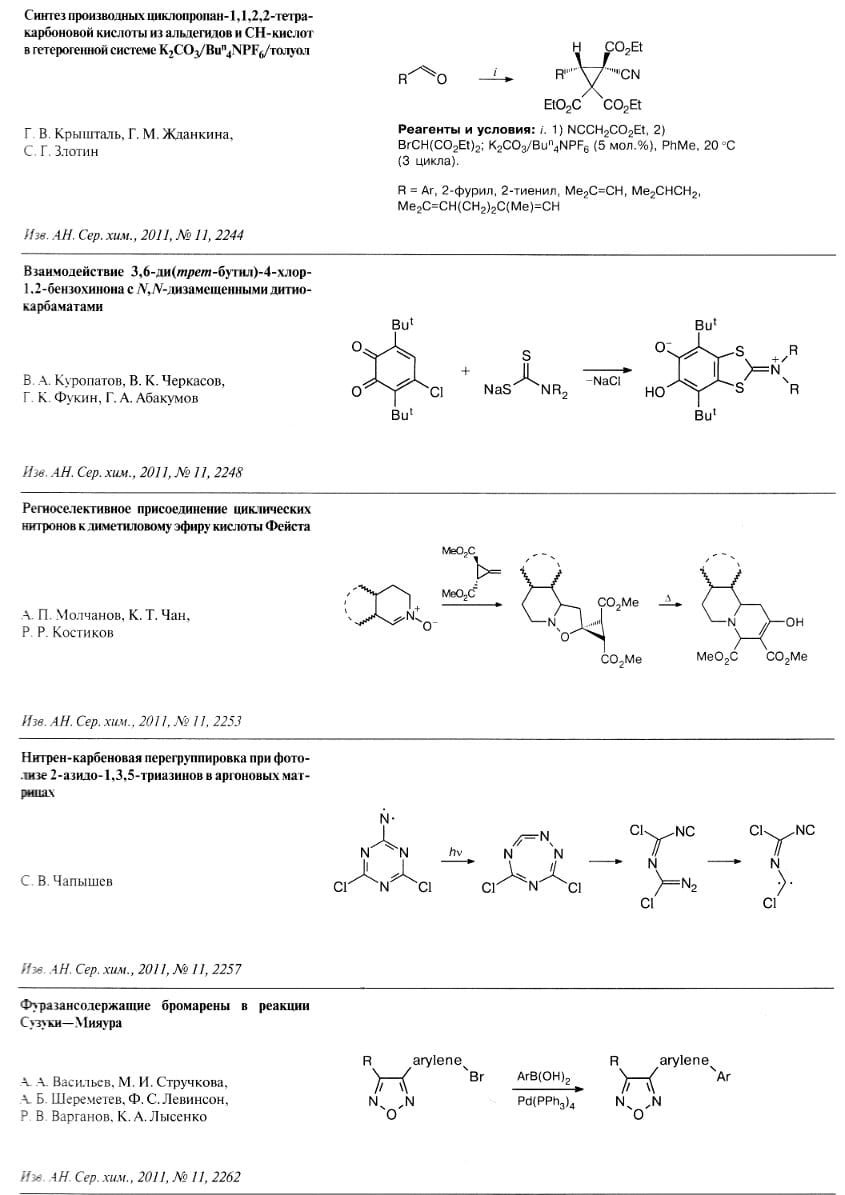 Синтез производных циклопропан-1,1,2,2-тетра-
карбоновой кислоты из альдегидов и СН-кислот
в гетерогенной системе K₂CO₃/Buⁿ₄NPF₆/толуол
H
CO₂Et
R
O
i
R
CN
EtO₂C
CO₂Et
Г. В. Крышталь, Г. М. Жданкина,
С. Г. Злотин
Реагенты и условия: i. 1) NCCH₂CO₂Et, 2)
BrCH(CO₂Et)₂; K₂CO₃/Buⁿ₄NPF₆ (5 мол.%), PhMe, 20 °C
(3 цикла).
R = Ar, 2-фурил, 2-тиенил, Me₂C=CH, Me₂CHCH₂,
Me₂C=CH(CH₂)₂C(Me)=CH
Изв. АН. Сер. хим., 2011, № 11, 2244
Взаимодействие 3,6-ди(трет-бутил)-4-хлор-
1,2-бензохинона с N,N-дизамещенными дитио-
карбаматами
Buᵗ
O
O
Cl
Buᵗ
+
S
NaS
NR₂
−NaCl
Buᵗ
O⁻
HO
Buᵗ
S
S
N⁺
R
R
В. А. Куропатов, В. К. Черкасов,
Г. К. Фукин, Г. А. Абакумов
Изв. АН. Сер. хим., 2011, № 11, 2248
Региоселективное присоединение циклических
нитронов к диметиловому эфиру кислоты Фейста
MeO₂C
MeO₂C
N⁺
O⁻
N
O
CO₂Me
CO₂Me
Δ
N
OH
MeO₂C
CO₂Me
А. П. Молчанов, К. Т. Чан,
Р. Р. Костиков
Изв. АН. Сер. хим., 2011, № 11, 2253
Нитрен-карбеновая перегруппировка при фото-
лизе 2-азидо-1,3,5-триазинов в аргоновых мат-
рицах
N
N
N
Cl
N
Cl
hν
N
N
N
Cl
N
Cl
Cl
NC
N
N₂
Cl
Cl
NC
N
Cl
С. В. Чапышев
Изв. АН. Сер. хим., 2011, № 11, 2257
Фуразансодержащие бромарены в реакции
Сузуки—Мияура
R
arylene
Br
N
N
O
ArB(OH)₂
Pd(PPh₃)₄
R
arylene
Ar
N
N
O
А. А. Васильев, М. И. Стручкова,
А. Б. Шереметев, Ф. С. Левинсон,
Р. В. Варганов, К. А. Лысенко
Изв. АН. Сер. хим., 2011, № 11, 2262